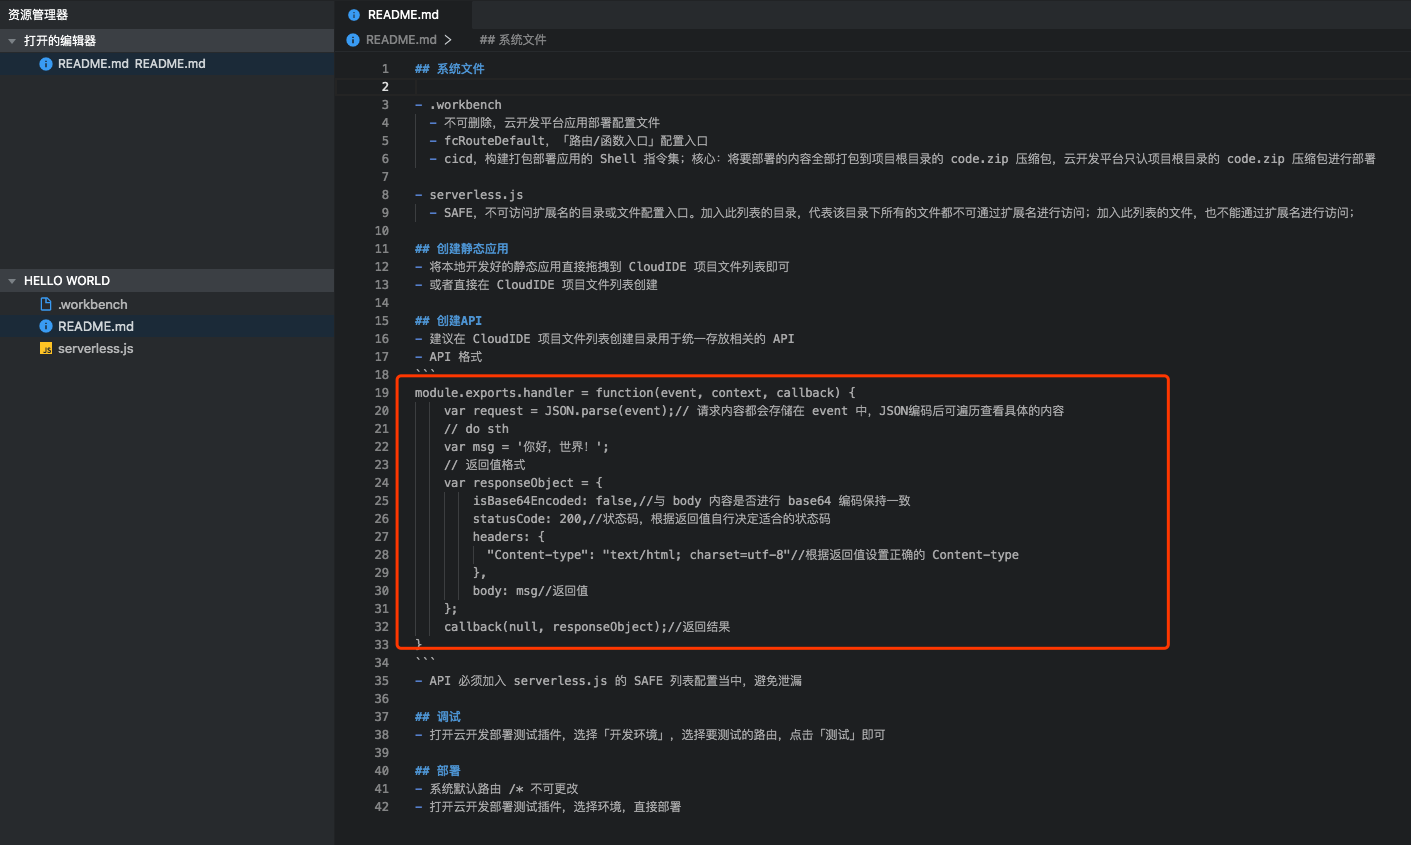 资源管理器
打开的编辑器
README.md README.md
HELLO WORLD
.workbench
README.md
serverless.js
README.md
README.md > ## 系统文件
1 ## 系统文件
2
3 - .workbench
4 - 不可删除，云开发平台应用部署配置文件
5 - fcRouteDefault，「路由/函数入口」配置入口
6 - cicd，构建打包部署应用的 Shell 指令集；核心：将要部署的内容全部打包到项目根目录的 code.zip 压缩包，云开发平台只认项目根目录的 code.zip 压缩包进行部署
7
8 - serverless.js
9 - SAFE，不可访问扩展名的目录或文件配置入口。加入此列表的目录，代表该目录下所有的文件都不可通过扩展名进行访问；加入此列表的文件，也不能通过扩展名进行访问；
10
11 ## 创建静态应用
12 - 将本地开发好的静态应用直接拖拽到 CloudIDE 项目文件列表即可
13 - 或者直接在 CloudIDE 项目文件列表创建
14
15 ## 创建API
16 - 建议在 CloudIDE 项目文件列表创建目录用于统一存放相关的 API
17 - API 格式
18 ```
19 module.exports.handler = function(event, context, callback) {
20 var request = JSON.parse(event);// 请求内容都会存储在 event 中，JSON编码后可遍历查看具体的内容
21 // do sth
22 var msg = '你好，世界！';
23 // 返回值格式
24 var responseObject = {
25 isBase64Encoded: false,//与 body 内容是否进行 base64 编码保持一致
26 statusCode: 200,//状态码，根据返回值自行决定适合的状态码
27 headers: {
28 "Content-type": "text/html; charset=utf-8"//根据返回值设置正确的 Content-type
29 },
30 body: msg//返回值
31 };
32 callback(null, responseObject);//返回结果
33 }
34 ```
35 - API 必须加入 serverless.js 的 SAFE 列表配置当中，避免泄漏
36
37 ## 调试
38 - 打开云开发部署测试插件，选择「开发环境」，选择要测试的路由，点击「测试」即可
39
40 ## 部署
41 - 系统默认路由 /* 不可更改
42 - 打开云开发部署测试插件，选择环境，直接部署